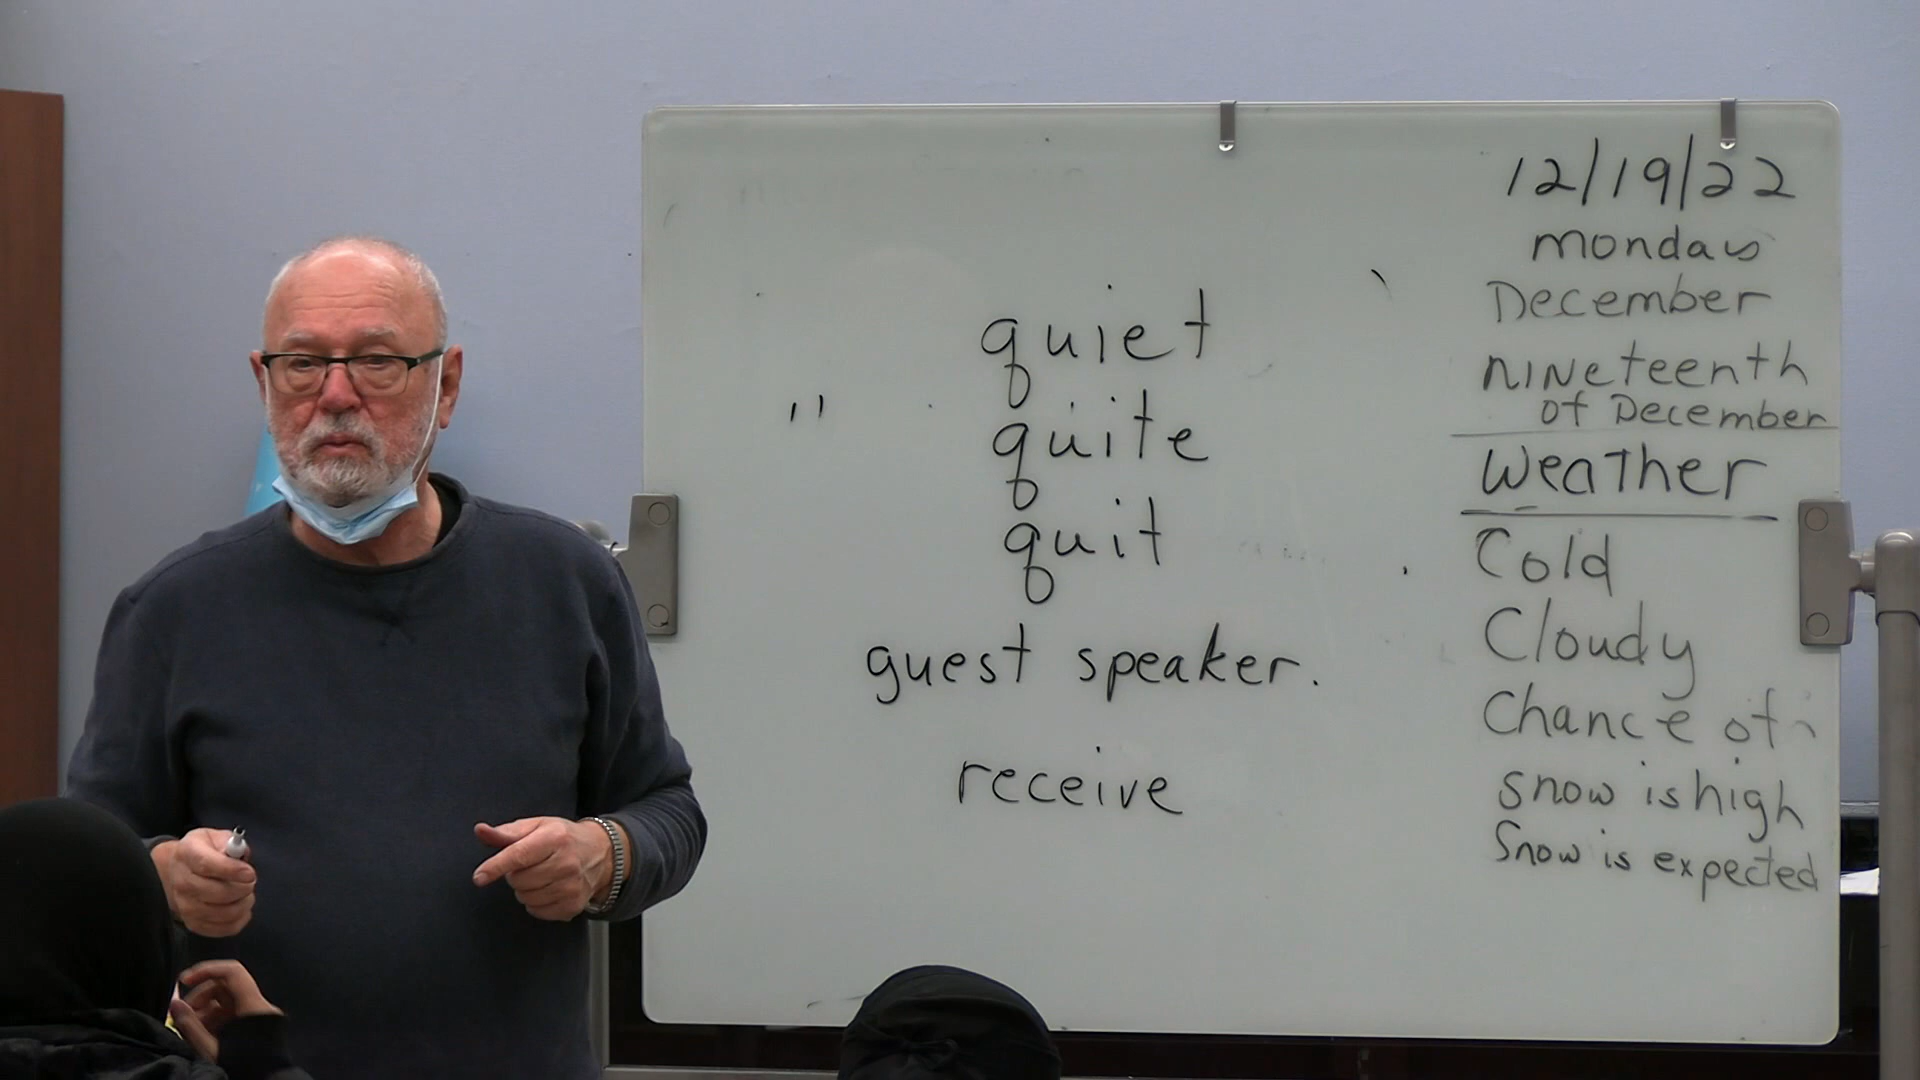 quiet
quite
quit
guest speaker.
receive
12/19/22
monday
December
NINeteenth
of December
Weather
Cold
Cloudy
Chance of
snow is high
Snow is expected